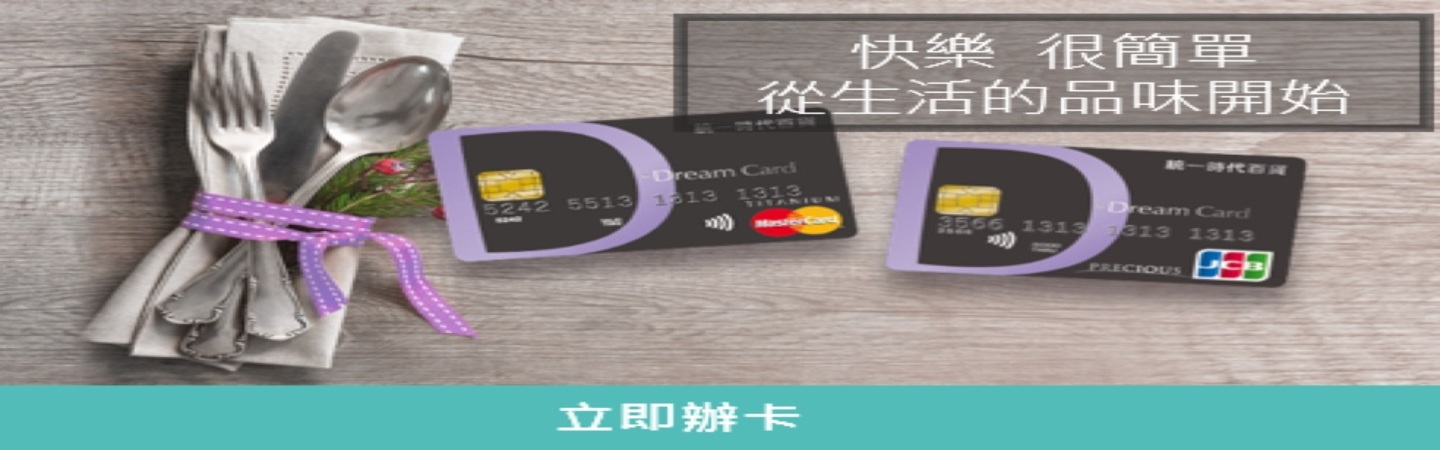 快樂 很簡單
從生活的品味開始
統一時代百貨
Dream Card
5242 5513 1313 1313
5242
TITANIUM
MasterCard
統一時代百貨
Dream Card
3566 1313 1313 1313
3566
PRECIOUS
JCB
立即辦卡